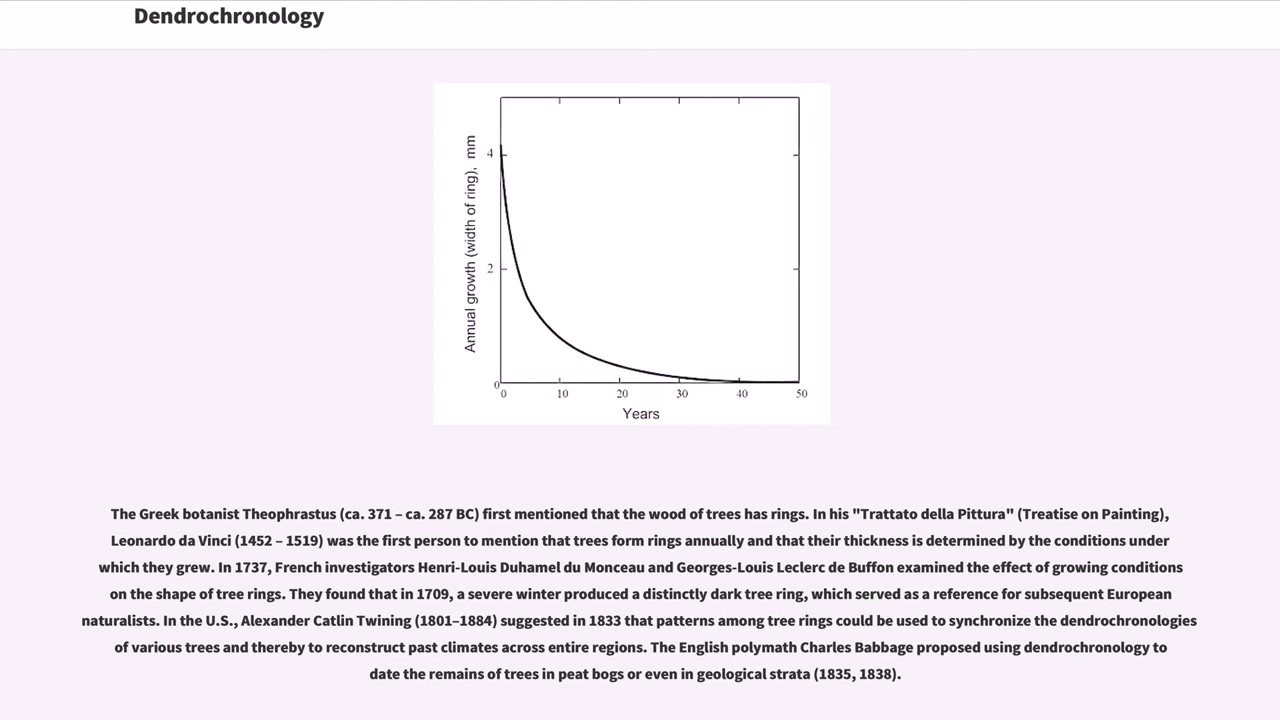 Dendrochronology
Annual growth (width of ring), mm
4
2
0
0 10 20 30 40 50
Years
The Greek botanist Theophrastus (ca. 371 – ca. 287 BC) first mentioned that the wood of trees has rings. In his "Trattato della Pittura" (Treatise on Painting),
Leonardo da Vinci (1452 – 1519) was the first person to mention that trees form rings annually and that their thickness is determined by the conditions under
which they grew. In 1737, French investigators Henri-Louis Duhamel du Monceau and Georges-Louis Leclerc de Buffon examined the effect of growing conditions
on the shape of tree rings. They found that in 1709, a severe winter produced a distinctly dark tree ring, which served as a reference for subsequent European
naturalists. In the U.S., Alexander Catlin Twining (1801–1884) suggested in 1833 that patterns among tree rings could be used to synchronize the dendrochronologies
of various trees and thereby to reconstruct past climates across entire regions. The English polymath Charles Babbage proposed using dendrochronology to
date the remains of trees in peat bogs or even in geological strata (1835, 1838).